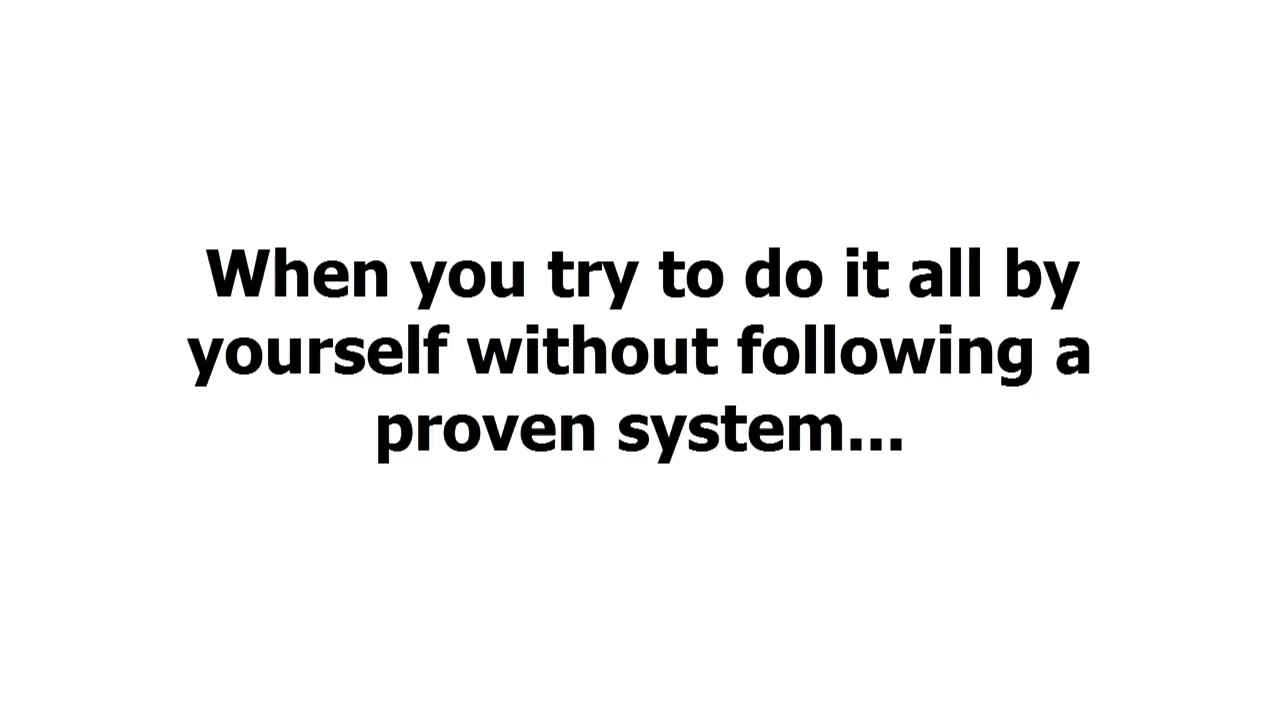 When you try to do it all by
yourself without following a
proven system...